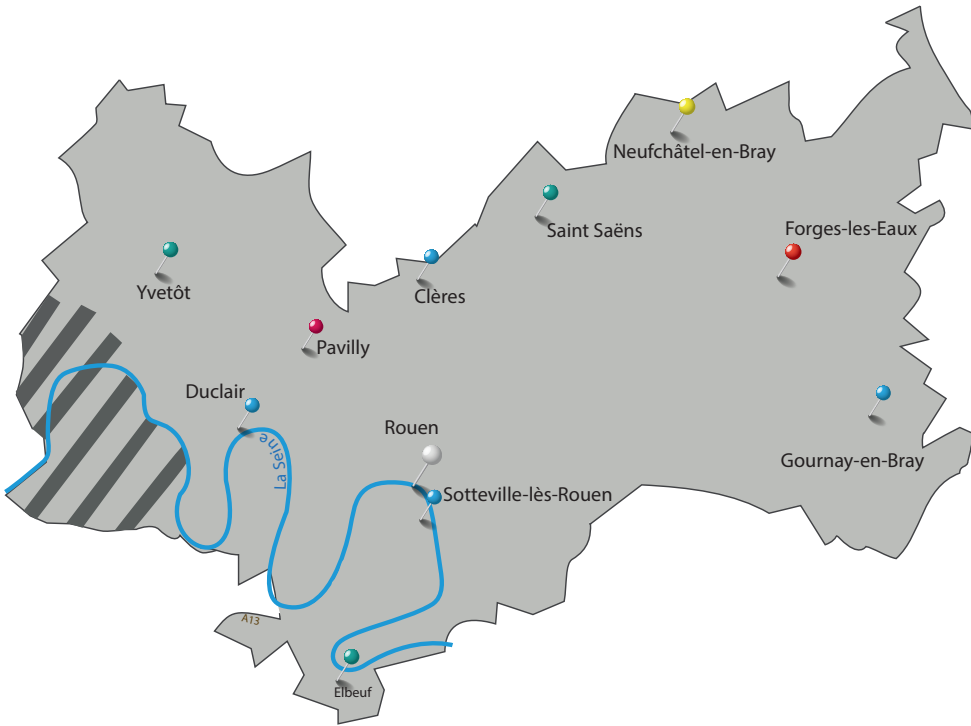 Neufchâtel-en-Bray
Saint Saëns
Forges-les-Eaux
Yvetôt
Clères
Pavilly
Duclair
Rouen
La Seine
Gournay-en-Bray
Sotteville-lès-Rouen
A13
Elbeuf